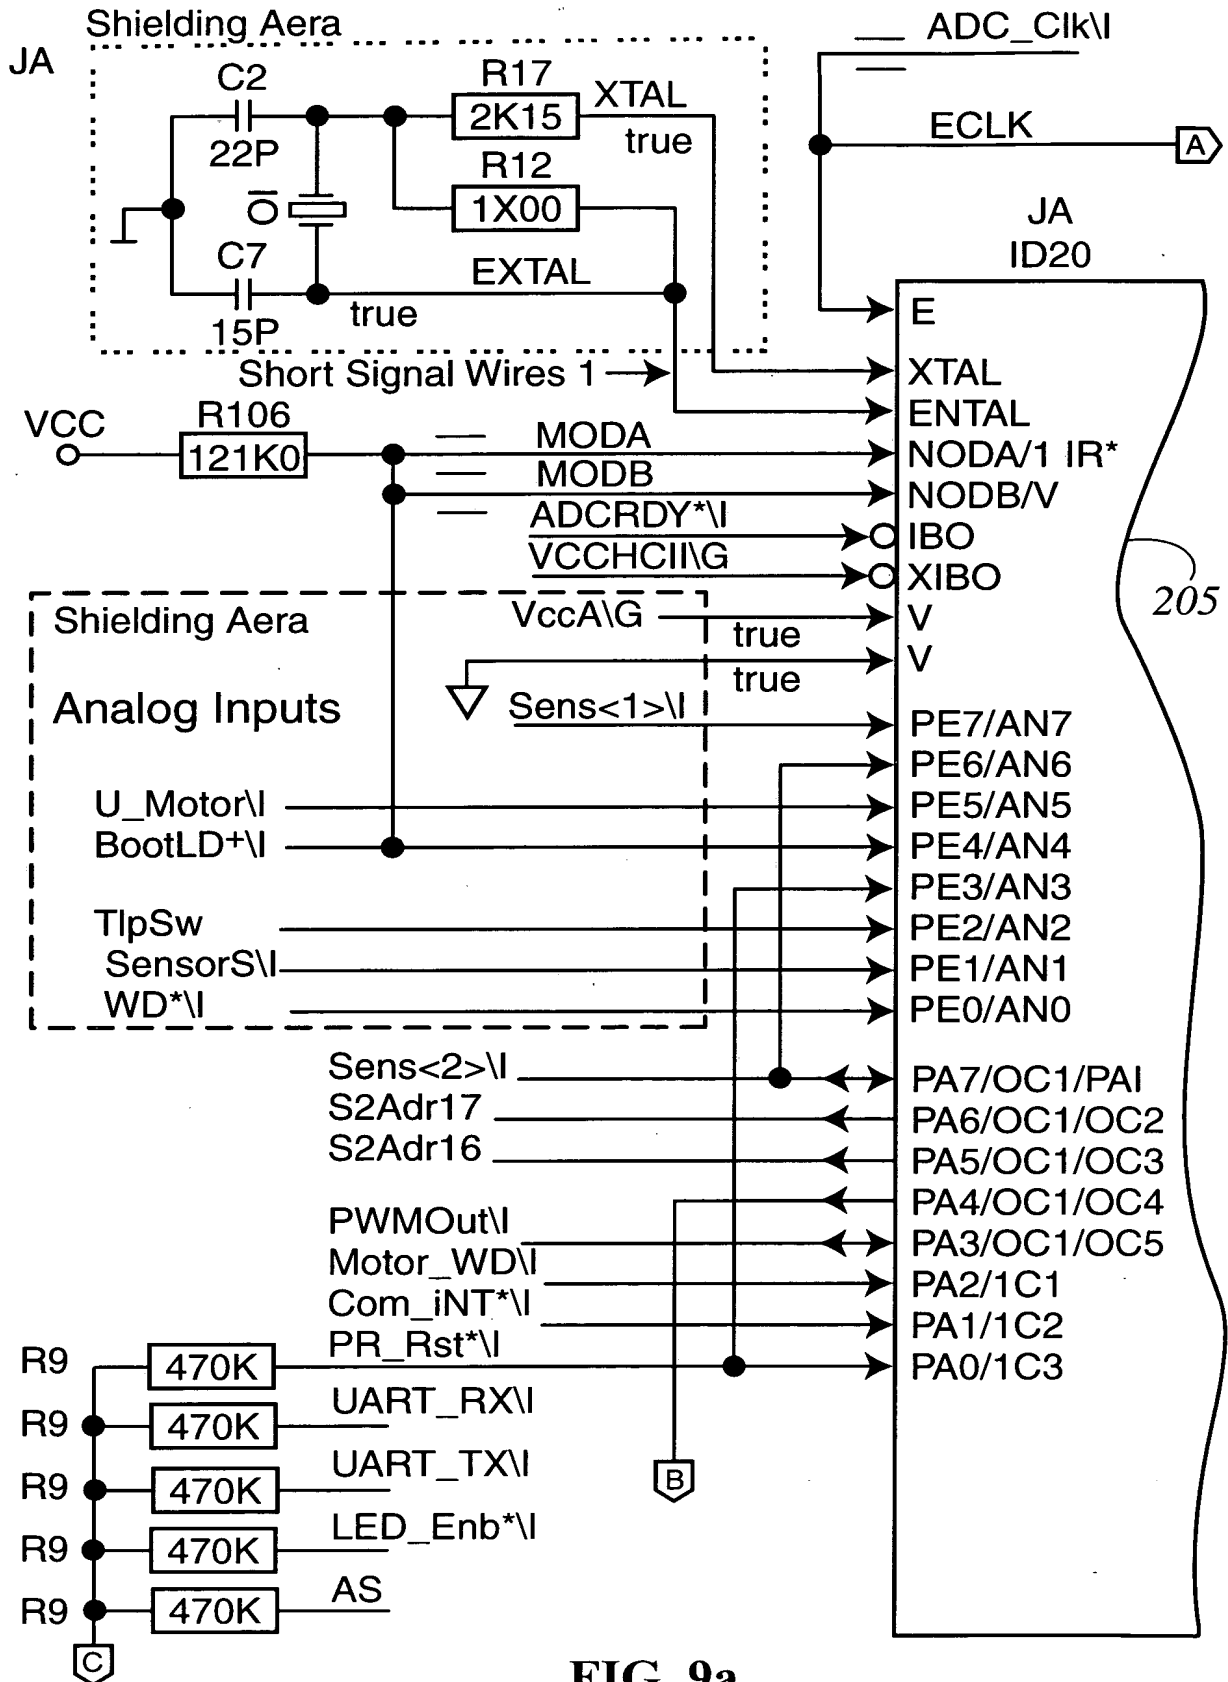 Shielding Aera
ADC_Clk\I
JA
C2
R17
XTAL
2K15
true
ECLK
A
22P
R12
1X00
JA
ID20
C7
EXTAL
15P
true
E
Short Signal Wires 1
XTAL
ENTAL
VCC
R106
121K0
MODA
NODA/1 IR*
MODB
NODB/V
ADCRDY*\I
IBO
VCCHCII\G
XIBO
205
Shielding Aera
VccA\G
true
V
true
V
Analog Inputs
Sens<1>\I
PE7/AN7
PE6/AN6
U_Motor\I
PE5/AN5
BootLD+\I
PE4/AN4
PE3/AN3
TlpSw
PE2/AN2
SensorS\I
PE1/AN1
WD*\I
PE0/AN0
Sens<2>\I
PA7/OC1/PAI
S2Adr17
PA6/OC1/OC2
S2Adr16
PA5/OC1/OC3
PA4/OC1/OC4
PWMOut\I
PA3/OC1/OC5
Motor_WD\I
PA2/1C1
Com_iNT*\I
PA1/1C2
PR_Rst*\I
PA0/1C3
R9 470K
UART_RX\I
R9 470K
UART_TX\I
B
R9 470K
LED_Enb*\I
R9 470K
AS
R9 470K
C
FIG. 9a